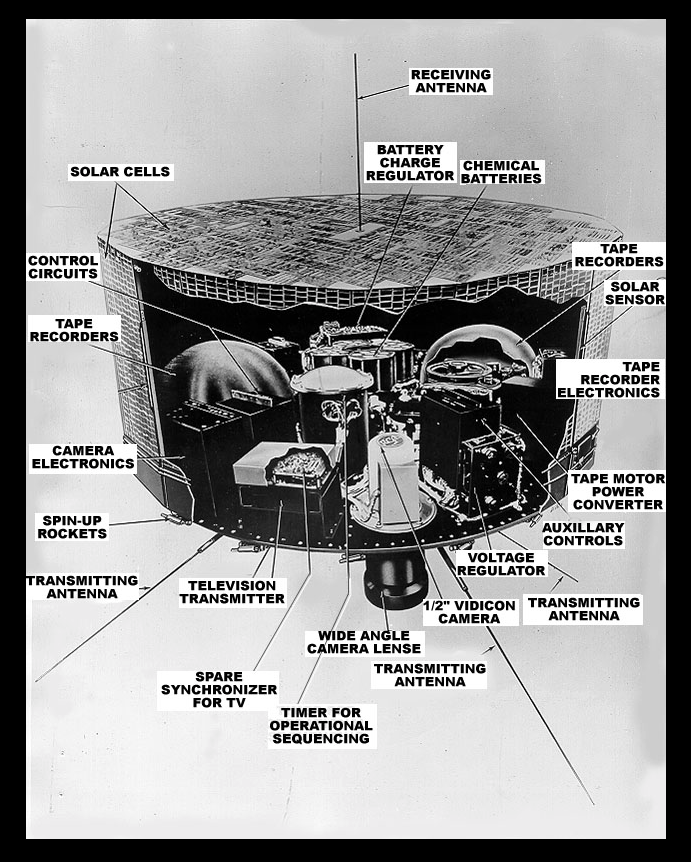 RECEIVING
ANTENNA
BATTERY
CHARGE
REGULATOR
CHEMICAL
BATTERIES
SOLAR CELLS
TAPE
RECORDERS
CONTROL
CIRCUITS
SOLAR
SENSOR
TAPE
RECORDERS
TAPE
RECORDER
ELECTRONICS
CAMERA
ELECTRONICS
TAPE MOTOR
POWER
CONVERTER
SPIN-UP
ROCKETS
AUXILLARY
CONTROLS
VOLTAGE
REGULATOR
TRANSMITTING
ANTENNA
TELEVISION
TRANSMITTER
1/2" VIDICON
CAMERA
TRANSMITTING
ANTENNA
WIDE ANGLE
CAMERA LENSE
TRANSMITTING
ANTENNA
SPARE
SYNCHRONIZER
FOR TV
TIMER FOR
OPERATIONAL
SEQUENCING